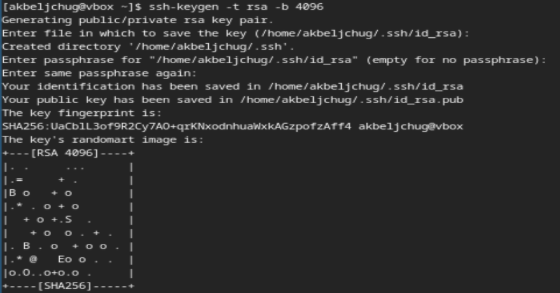 [akbeljchug@vbox ~]$ ssh-keygen -t rsa -b 4096
Generating public/private rsa key pair.
Enter file in which to save the key (/home/akbeljchug/.ssh/id_rsa):
Created directory '/home/akbeljchug/.ssh'.
Enter passphrase for "/home/akbeljchug/.ssh/id_rsa" (empty for no passphrase):
Enter same passphrase again:
Your identification has been saved in /home/akbeljchug/.ssh/id_rsa
Your public key has been saved in /home/akbeljchug/.ssh/id_rsa.pub
The key fingerprint is:
SHA256:UaCblL3of9R2Cy7AO+qrKNxodnhuaWxkAGzpofzAff4 akbeljchug@vbox
The key's randomart image is:
+---[RSA 4096]----+
|. .      ...     |
|.=      + .      |
|B o    + o       |
|.* . o + o       |
|  + o +.S  .     |
|   + o  o . + .  |
|. B . o  + o o . |
|.* @   Eo o . .  |
|o.O..o+o.o .     |
+----[SHA256]-----+